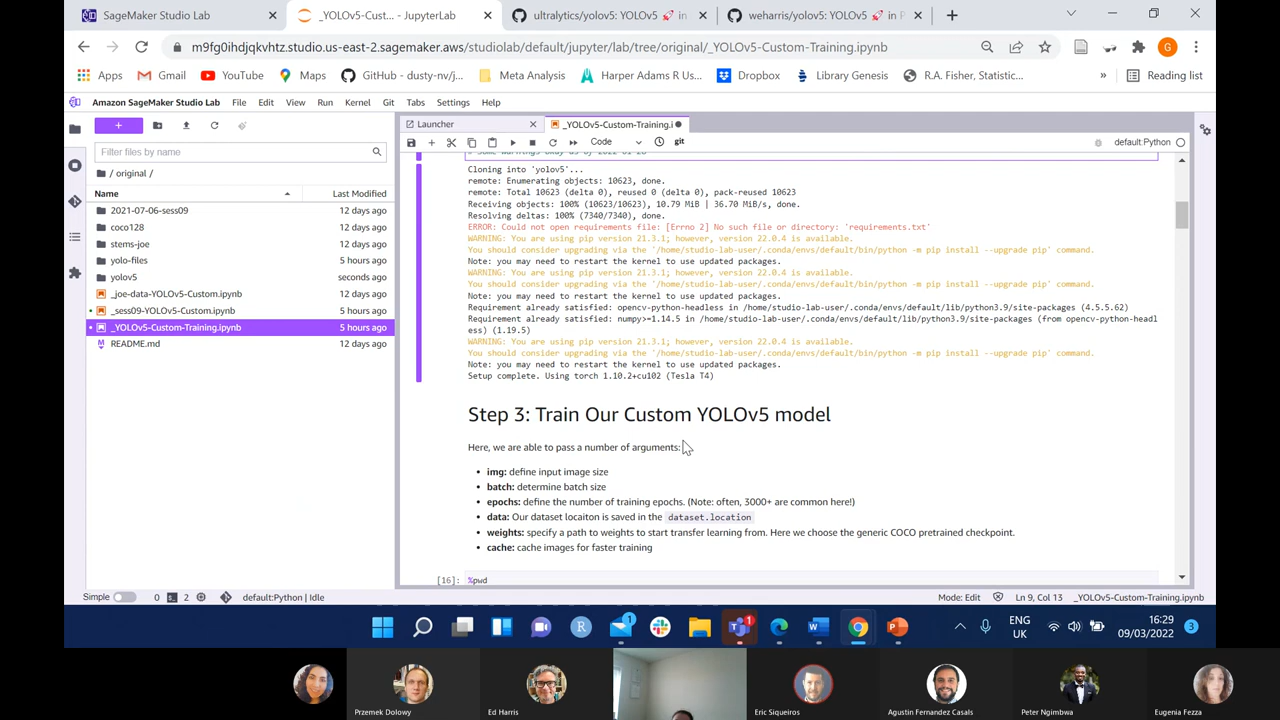 SageMaker Studio Lab
_YOLOv5-Cust... - JupyterLab
ultralytics/yolov5: YOLOv5 🚀 in
weharris/yolov5: YOLOv5 🚀 in P
m9fg0ihdjqkvhtz.studio.us-east-2.sagemaker.aws/studiolab/default/jupyter/lab/tree/original/_YOLOv5-Custom-Training.ipynb
G
Apps
Gmail
YouTube
Maps
GitHub - dusty-nv/j...
Meta Analysis
Harper Adams R Us...
Dropbox
Library Genesis
R.A. Fisher, Statistic...
»
Reading list
Amazon SageMaker Studio Lab
File
Edit
View
Run
Kernel
Git
Tabs
Settings
Help
Launcher
_YOLOv5-Custom-Training.i
Filter files by name
Code
git
default:Python
/ original /
Name
Last Modified
2021-07-06-sess09
12 days ago
coco128
12 days ago
stems-joe
12 days ago
yolo-files
5 hours ago
yolov5
seconds ago
_joe-data-YOLOv5-Custom.ipynb
12 days ago
_sess09-YOLOv5-Custom.ipynb
5 hours ago
_YOLOv5-Custom-Training.ipynb
5 hours ago
README.md
12 days ago
Cloning into 'yolov5'...
remote: Enumerating objects: 10623, done.
remote: Total 10623 (delta 0), reused 0 (delta 0), pack-reused 10623
Receiving objects: 100% (10623/10623), 10.79 MiB | 36.70 MiB/s, done.
Resolving deltas: 100% (7340/7340), done.
ERROR: Could not open requirements file: [Errno 2] No such file or directory: 'requirements.txt'
WARNING: You are using pip version 21.3.1; however, version 22.0.4 is available.
You should consider upgrading via the '/home/studio-lab-user/.conda/envs/default/bin/python -m pip install --upgrade pip' command.
Note: you may need to restart the kernel to use updated packages.
WARNING: You are using pip version 21.3.1; however, version 22.0.4 is available.
You should consider upgrading via the '/home/studio-lab-user/.conda/envs/default/bin/python -m pip install --upgrade pip' command.
Note: you may need to restart the kernel to use updated packages.
Requirement already satisfied: opencv-python-headless in /home/studio-lab-user/.conda/envs/default/lib/python3.9/site-packages (4.5.5.62)
Requirement already satisfied: numpy>=1.14.5 in /home/studio-lab-user/.conda/envs/default/lib/python3.9/site-packages (from opencv-python-headl
ess) (1.19.5)
WARNING: You are using pip version 21.3.1; however, version 22.0.4 is available.
You should consider upgrading via the '/home/studio-lab-user/.conda/envs/default/bin/python -m pip install --upgrade pip' command.
Note: you may need to restart the kernel to use updated packages.
Setup complete. Using torch 1.10.2+cu102 (Tesla T4)
Step 3: Train Our Custom YOLOv5 model
Here, we are able to pass a number of arguments:
• img: define input image size
• batch: determine batch size
• epochs: define the number of training epochs. (Note: often, 3000+ are common here!)
• data: Our dataset locaiton is saved in the dataset.location
• weights: specify a path to weights to start transfer learning from. Here we choose the generic COCO pretrained checkpoint.
• cache: cache images for faster training
[16]: %pwd
Simple
0
2
default:Python | Idle
Mode: Edit
Ln 9, Col 13
_YOLOv5-Custom-Training.ipynb
ENG
UK
16:29
09/03/2022
3
Przemek Dolowy
Ed Harris
Eric Siqueiros
Agustin Fernandez Casals
Peter Ngimbwa
Eugenia Fezza